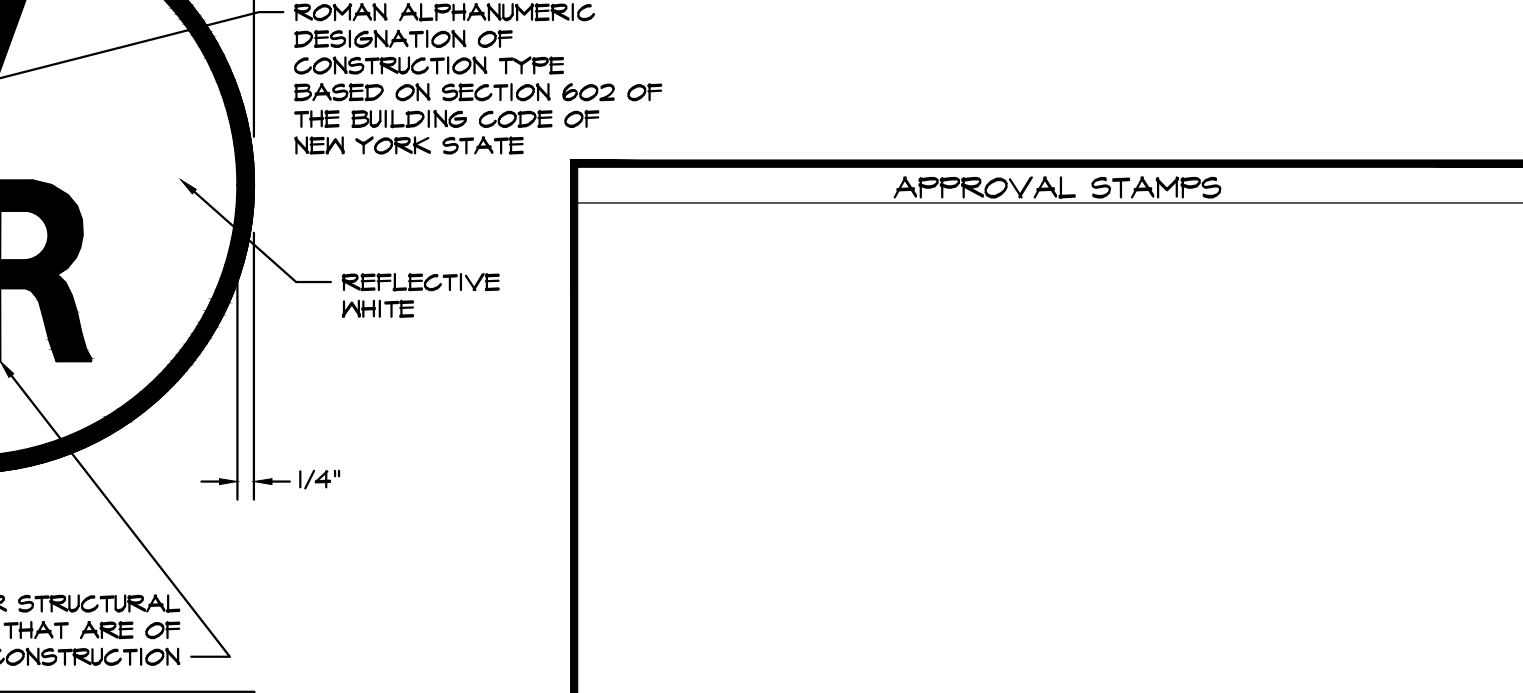 ROMAN ALPHANUMERIC
DESIGNATION OF
CONSTRUCTION TYPE
BASED ON SECTION 602 OF
THE BUILDING CODE OF
NEW YORK STATE
APPROVAL STAMPS
R
REFLECTIVE
WHITE
1/4"
R STRUCTURAL
THAT ARE OF
CONSTRUCTION